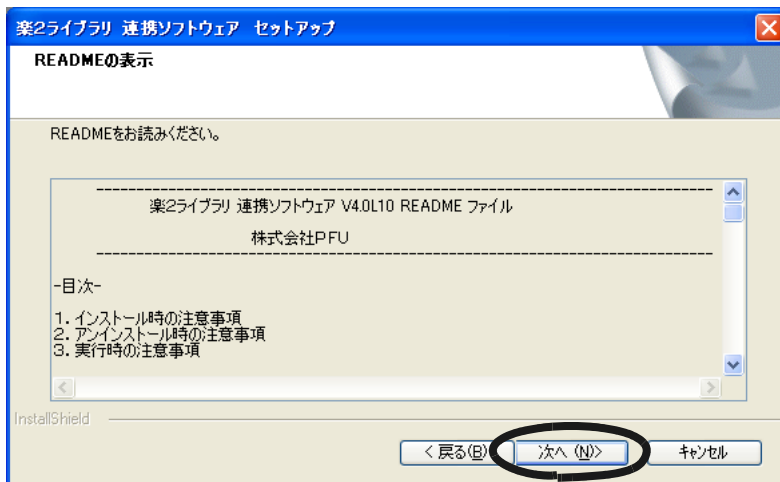 楽2ライブラリ 連携ソフトウェア セットアップ
READMEの表示
READMEをお読みください。
--------------------------------------------------------------------------------
楽2ライブラリ 連携ソフトウェア V4.0L10 README ファイル
株式会社PFU
--------------------------------------------------------------------------------
-目次-
1. インストール時の注意事項
2. アンインストール時の注意事項
3. 実行時の注意事項
InstallShield
< 戻る(B)
次へ (N)>
キャンセル